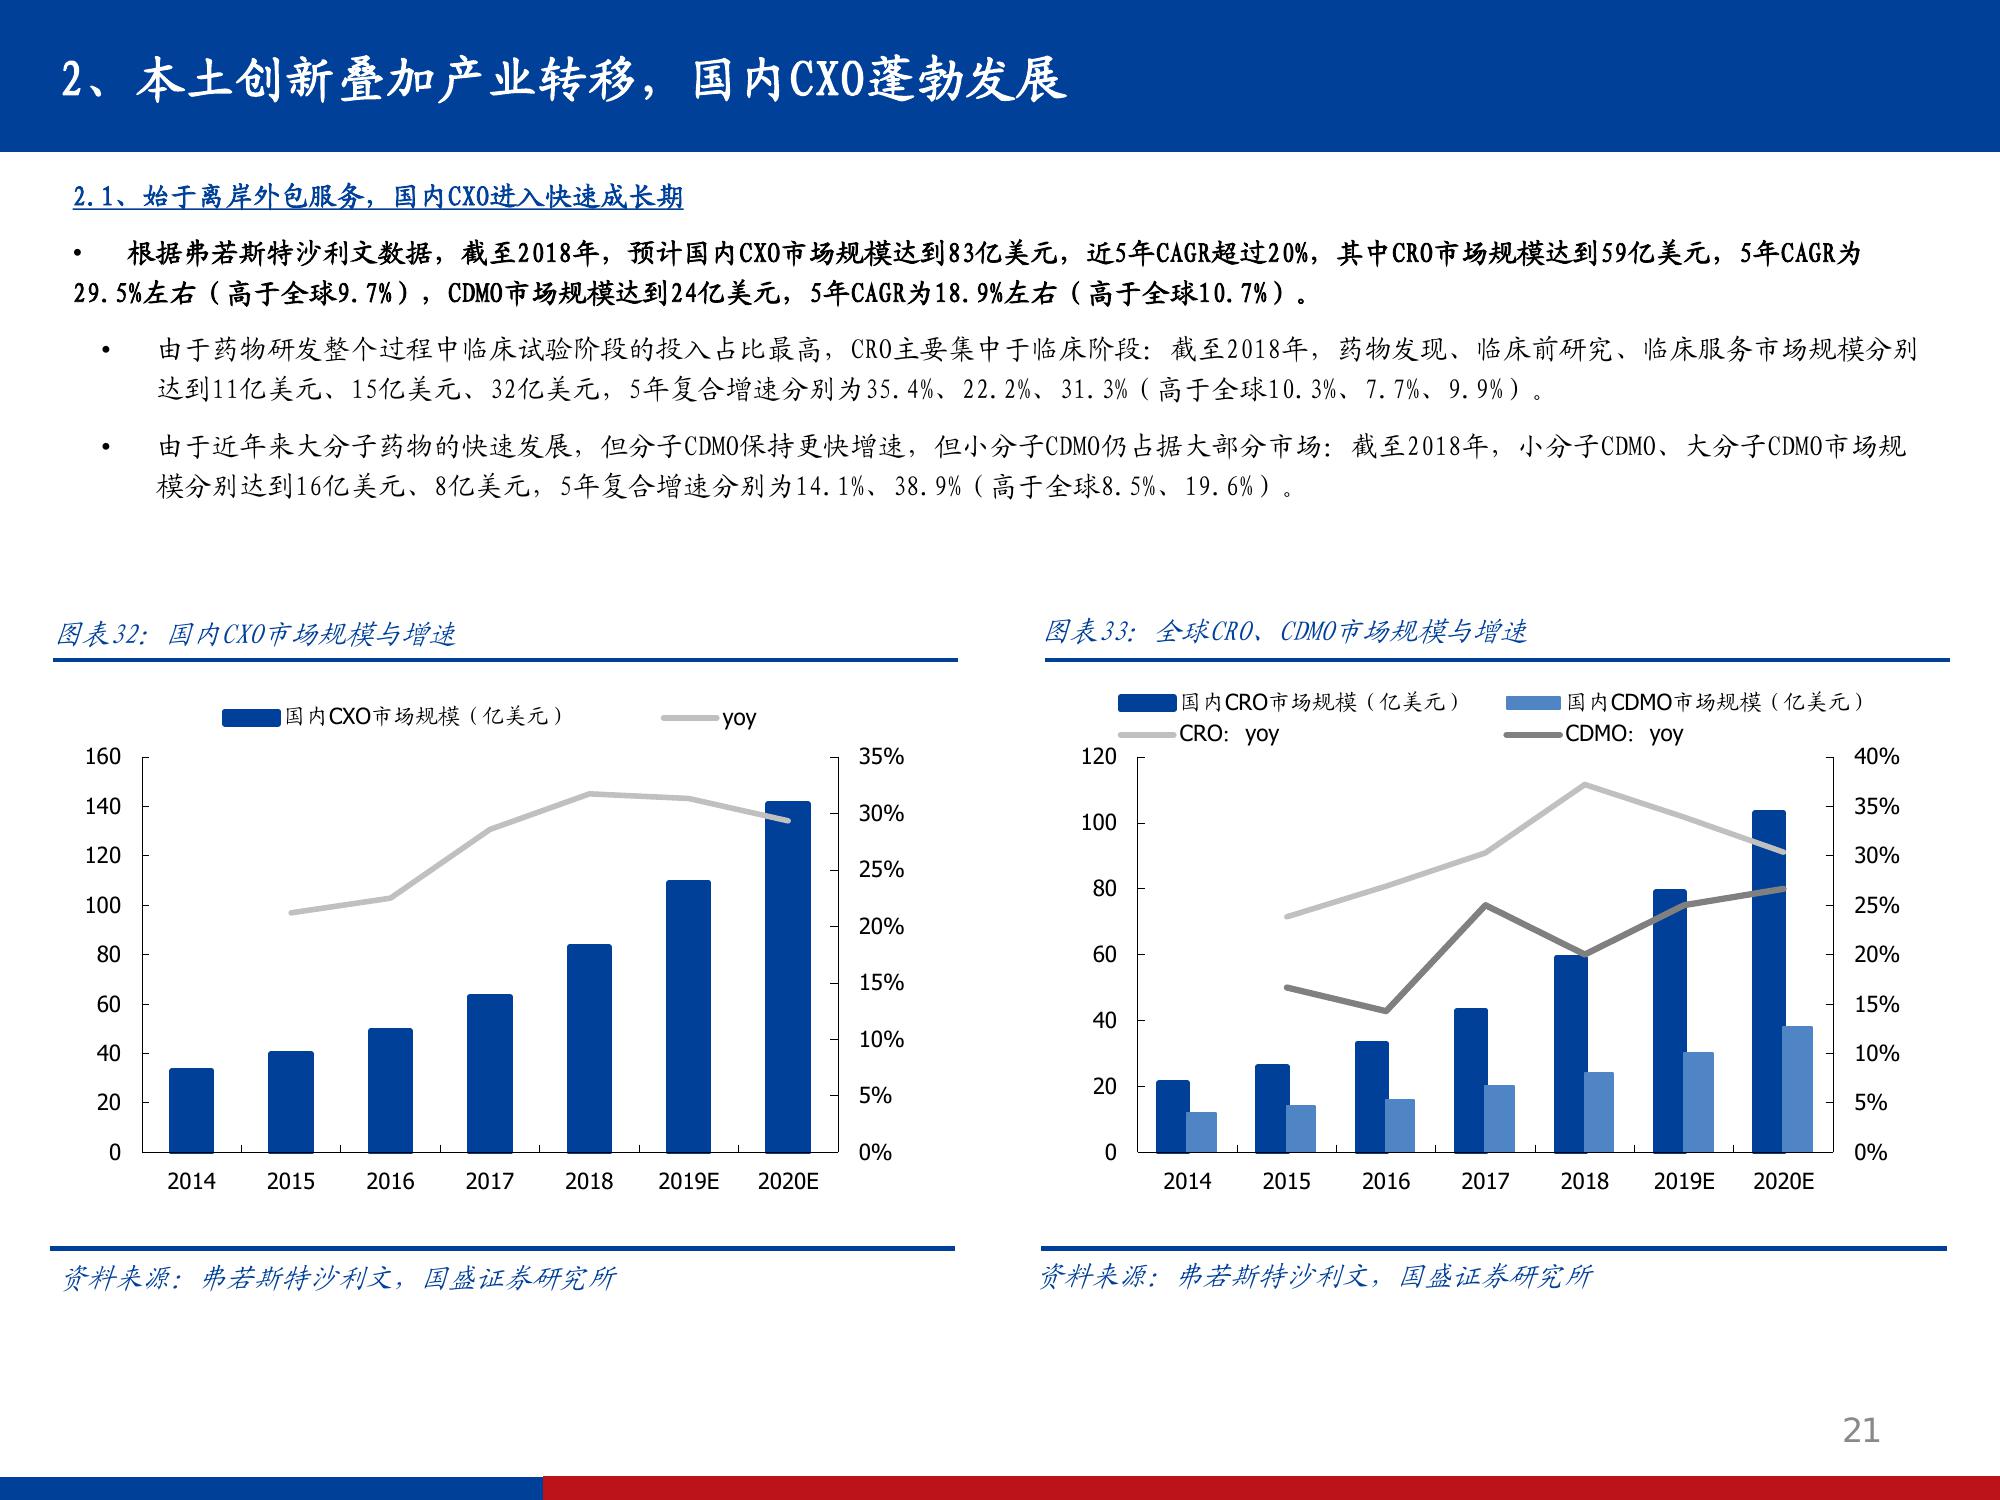 2、本土创新叠加产业转移，国内CXO蓬勃发展
2.1、始于离岸外包服务，国内CXO进入快速成长期
• 根据弗若斯特沙利文数据，截至2018年，预计国内CXO市场规模达到83亿美元，近5年CAGR超过20%，其中CRO市场规模达到59亿美元，5年CAGR为
29.5%左右（高于全球9.7%），CDMO市场规模达到24亿美元，5年CAGR为18.9%左右（高于全球10.7%）。
• 由于药物研发整个过程中临床试验阶段的投入占比最高，CRO主要集中于临床阶段：截至2018年，药物发现、临床前研究、临床服务市场规模分别
达到11亿美元、15亿美元、32亿美元，5年复合增速分别为35.4%、22.2%、31.3%（高于全球10.3%、7.7%、9.9%）。
• 由于近年来大分子药物的快速发展，但分子CDMO保持更快增速，但小分子CDMO仍占据大部分市场：截至2018年，小分子CDMO、大分子CDMO市场规
模分别达到16亿美元、8亿美元，5年复合增速分别为14.1%、38.9%（高于全球8.5%、19.6%）。
图表32：国内CXO市场规模与增速
国内CXO市场规模（亿美元） yoy
160 35%
140 30%
120 25%
100 20%
80 15%
60 10%
40 5%
20 0%
0
2014 2015 2016 2017 2018 2019E 2020E
资料来源：弗若斯特沙利文，国盛证券研究所
图表33：全球CRO、CDMO市场规模与增速
国内CRO市场规模（亿美元） 国内CDMO市场规模（亿美元）
CRO：yoy CDMO：yoy
120 40%
100 35%
80 30%
60 25%
40 20%
20 15%
0 10%
5%
0%
2014 2015 2016 2017 2018 2019E 2020E
资料来源：弗若斯特沙利文，国盛证券研究所
21